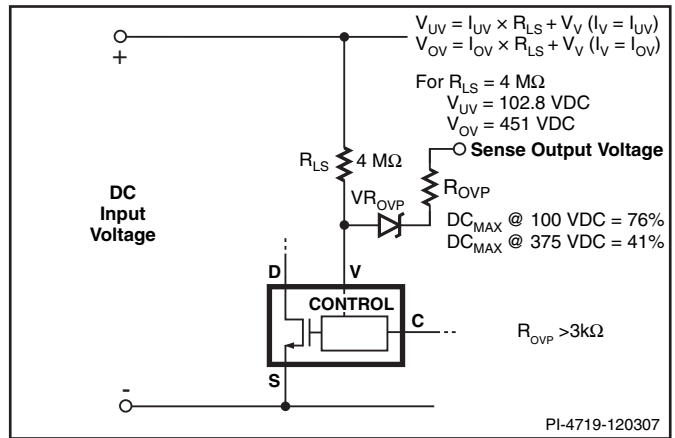 V_UV = I_UV × R_LS + V_V (I_V = I_UV)
V_OV = I_OV × R_LS + V_V (I_V = I_OV)
+
For R_LS = 4 MΩ
V_UV = 102.8 VDC
V_OV = 451 VDC
Sense Output Voltage
R_LS
4 MΩ
R_OVP
VR_OVP
DC
Input
Voltage
DC_MAX @ 100 VDC = 76%
DC_MAX @ 375 VDC = 41%
D
V
CONTROL
C
R_OVP >3kΩ
S
-
PI-4719-120307